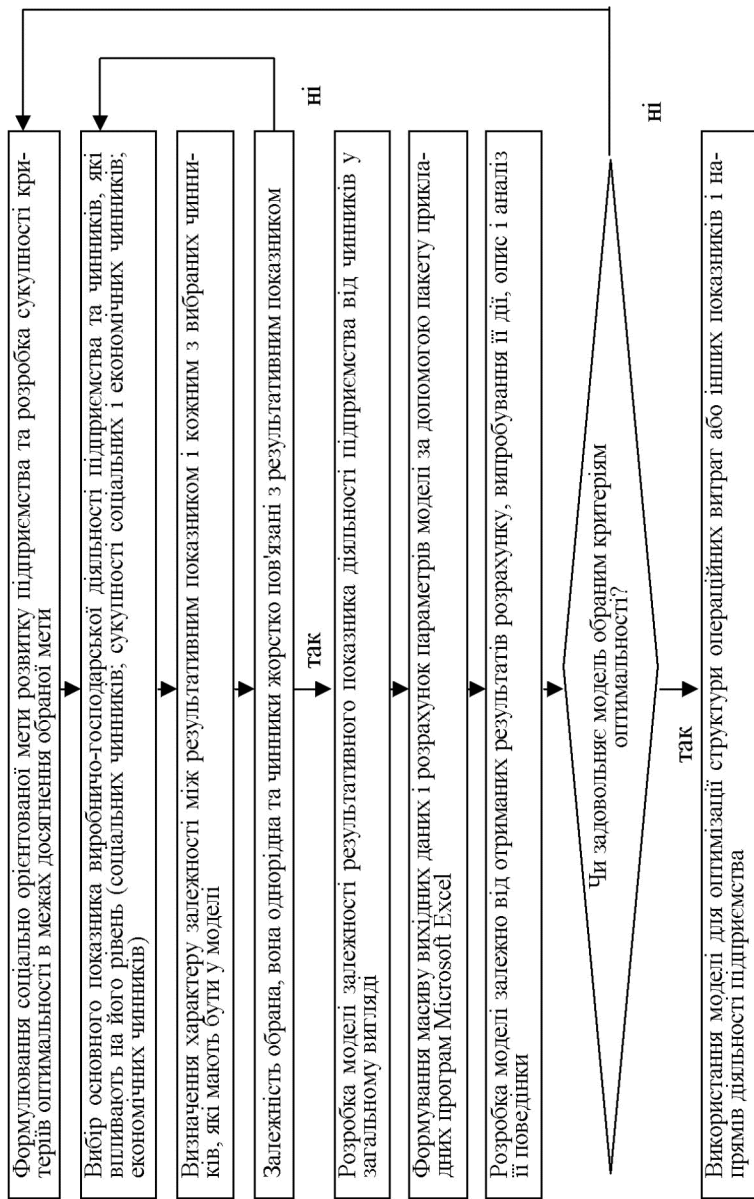 Формулювання соціально орієнтованої мети розвитку підприємства та розробка сукупності кри-
теріїв оптимальності в межах досягнення обраної мети
Вибір основного показника виробничо-господарської діяльності підприємства та чинників, які
впливають на його рівень (соціальних чинників; сукупності соціальних і економічних чинників;
економічних чинників)
Визначення характеру залежності між результативним показником і кожним з вибраних чинни-
ків, які мають бути у моделі
Залежність обрана, вона однорідна та чинники жорстко пов'язані з результативним показником
ні
так
Розробка моделі залежності результативного показника діяльності підприємства від чинників у
загальному вигляді
Формування масиву вихідних даних і розрахунок параметрів моделі за допомогою пакету прикла-
дних програм Microsoft Excel
Розробка моделі залежно від отриманих результатів розрахунку, випробування її дії, опис і аналіз
її поведінки
Чи задовольняє модель обраним критеріям
оптимальності?
ні
так
Використання моделі для оптимізації структури операційних витрат або інших показників і на-
прямів діяльності підприємства